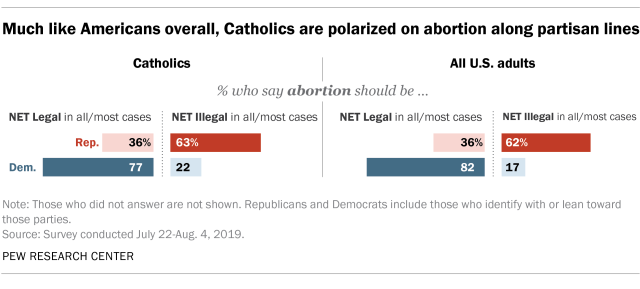 Much like Americans overall, Catholics are polarized on abortion along partisan lines
Catholics
All U.S. adults
% who say abortion should be ...
NET Legal in all/most cases
NET Illegal in all/most cases
NET Legal in all/most cases
NET Illegal in all/most cases
Rep. 36% 63% 36% 62%
Dem. 77 22 82 17
Note: Those who did not answer are not shown. Republicans and Democrats include those who identify with or lean toward
those parties.
Source: Survey conducted July 22-Aug. 4, 2019.
PEW RESEARCH CENTER